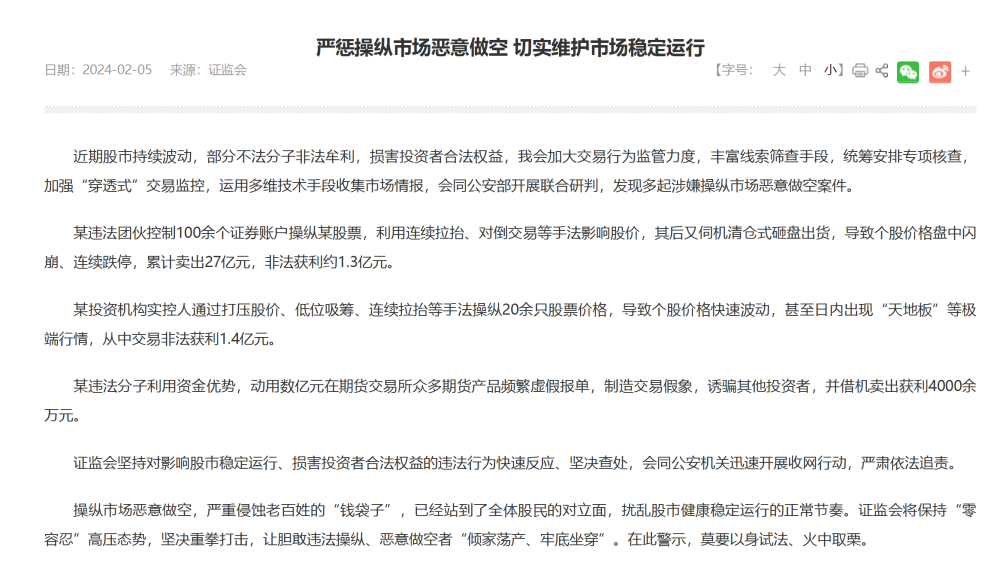 严惩操纵市场恶意做空 切实维护市场稳定运行
日期：2024-02-05 来源：证监会 【字号： 大 中 小】 +
近期股市持续波动，部分不法分子非法牟利，损害投资者合法权益，我会加大交易行为监管力度，丰富线索筛查手段，统筹安排专项核查，
加强“穿透式”交易监控，运用多维技术手段收集市场情报，会同公安部开展联合研判，发现多起涉嫌操纵市场恶意做空案件。
某违法团伙控制100余个证券账户操纵某股票，利用连续拉抬、对倒交易等手法影响股价，其后又伺机清仓式砸盘出货，导致个股价格盘中闪
崩、连续跌停，累计卖出27亿元，非法获利约1.3亿元。
某投资机构实控人通过打压股价、低位吸筹、连续拉抬等手法操纵20余只股票价格，导致个股价格快速波动，甚至日内出现“天地板”等极
端行情，从中交易非法获利1.4亿元。
某违法分子利用资金优势，动用数亿元在期货交易所众多期货产品频繁虚假报单，制造交易假象，诱骗其他投资者，并借机卖出获利4000余
万元。
证监会坚持对影响股市稳定运行、损害投资者合法权益的违法行为快速反应、坚决查处，会同公安机关迅速开展收网行动，严肃依法追责。
操纵市场恶意做空，严重侵蚀老百姓的“钱袋子”，已经站到了全体股民的对立面，扰乱股市健康稳定运行的正常节奏。证监会将保持“零
容忍”高压态势，坚决重拳打击，让胆敢违法操纵、恶意做空者“倾家荡产、牢底坐穿”。在此警示，莫要以身试法、火中取栗。